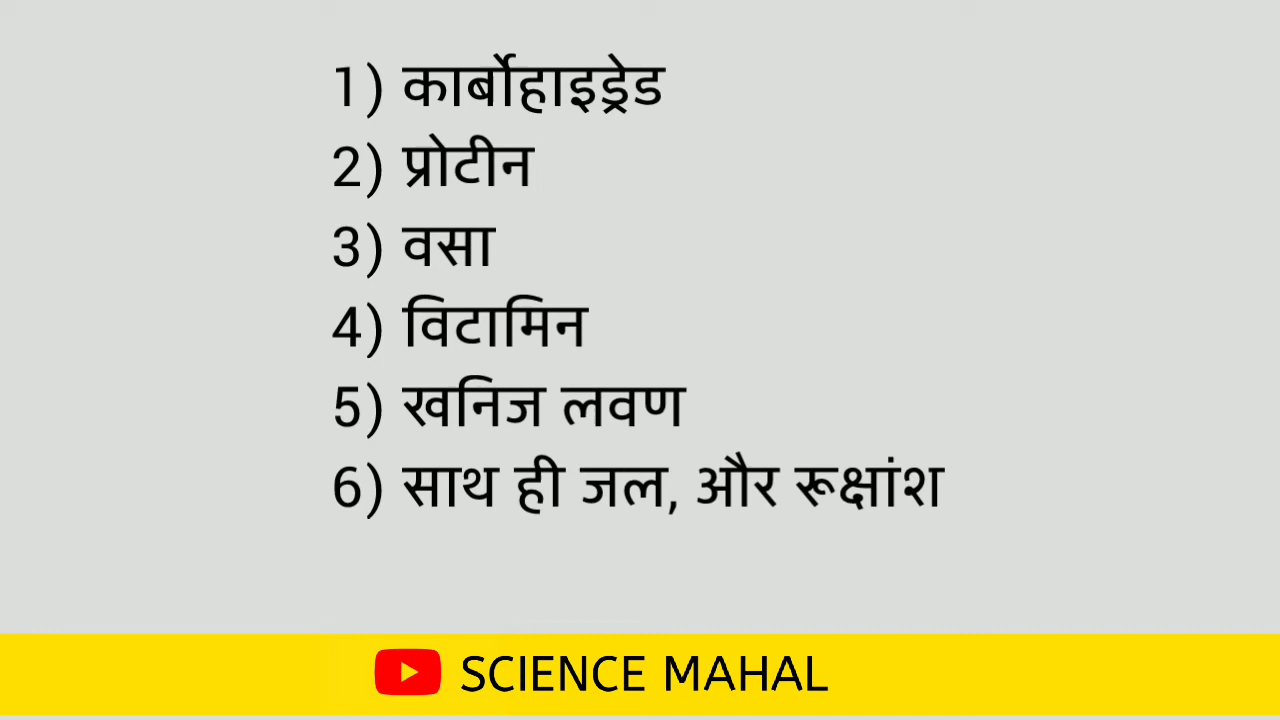 1) कार्बोहाइड्रेड
2) प्रोटीन
3) वसा
4) विटामिन
5) खनिज लवण
6) साथ ही जल, और रूक्षांश
SCIENCE MAHAL